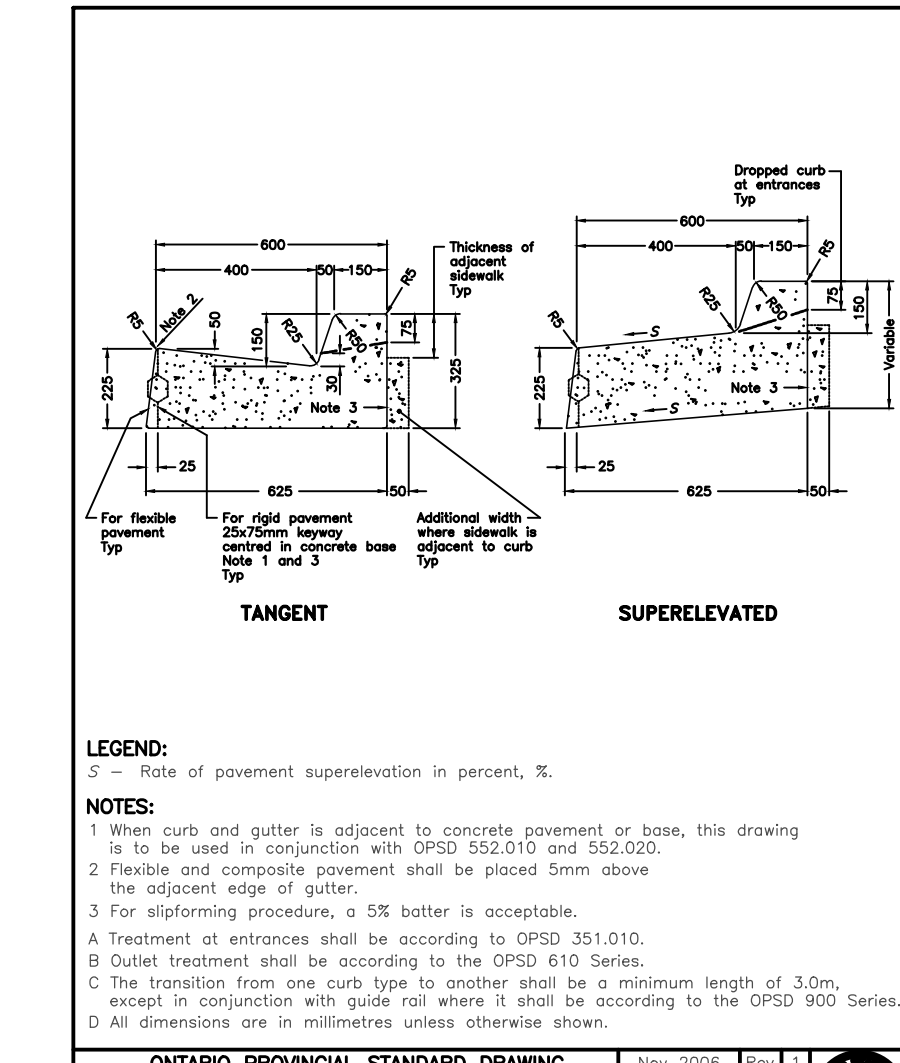 Dropped curb
at entrances
Typ
600
400
50
150
R5
Thickness of
adjacent
sidewalk
Typ
R5
Note 2
50
150
R25
R50
75
30
325
225
Note 3
25
625
50
For flexible
pavement
Typ
For rigid pavement
25x75mm keyway
centred in concrete base
Note 1 and 3
Typ
Additional width
where sidewalk is
adjacent to curb
Typ
TANGENT
600
400
50
150
R5
R25
R50
75
150
Variable
R5
S
225
Note 3
S
25
625
50
SUPERELEVATED
LEGEND:
S – Rate of pavement superelevation in percent, %.
NOTES:
1 When curb and gutter is adjacent to concrete pavement or base, this drawing
is to be used in conjunction with OPSD 552.010 and 552.020.
2 Flexible and composite pavement shall be placed 5mm above
the adjacent edge of gutter.
3 For slipforming procedure, a 5% batter is acceptable.
A Treatment at entrances shall be according to OPSD 351.010.
B Outlet treatment shall be according to the OPSD 610 Series.
C The transition from one curb type to another shall be a minimum length of 3.0m,
except in conjunction with guide rail where it shall be according to the OPSD 900 Series.
D All dimensions are in millimetres unless otherwise shown.
ONTARIO PROVINCIAL STANDARD DRAWING
Nov 2006
Rev
1